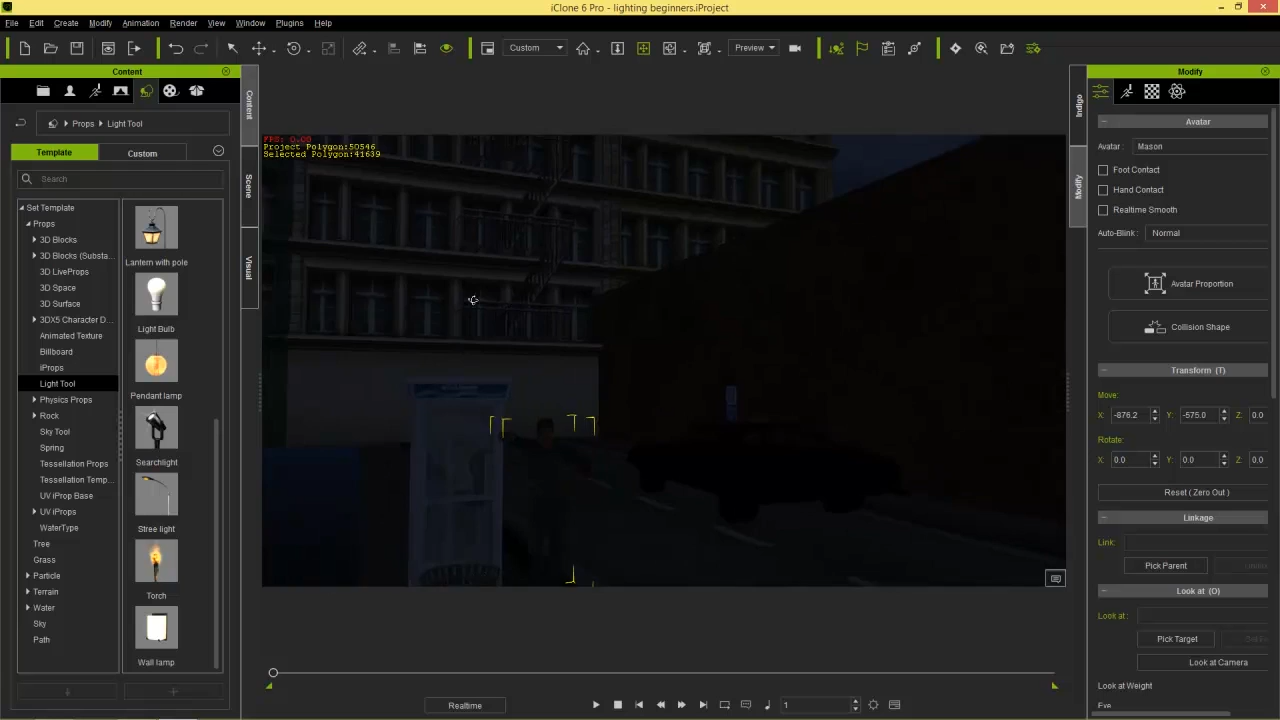 iClone 6 Pro - lighting beginners.iProject
File Edit Create Modify Animation Render View Window Plugins Help
Custom Preview
Content
Props Light Tool
Template Custom
Search
Set Template
Props
3D Blocks
3D Blocks (Substa...
3D LiveProps
3D Space
3D Surface
3DX5 Character D...
Animated Texture
Billboard
iProps
Light Tool
Physics Props
Rock
Sky Tool
Spring
Tessellation Props
Tessellation Temp...
UV iProp Base
UV iProps
WaterType
Tree
Grass
Particle
Terrain
Water
Sky
Path
Lantern with pole
Light Bulb
Pendant lamp
Searchlight
Stree light
Torch
Wall lamp
Content
Scene
Visual
FPS: 0.00
Project Polygon:50546
Selected Polygon:41639
Realtime
1
Indigo
Modify
Modify
Avatar
Avatar: Mason
Foot Contact
Hand Contact
Realtime Smooth
Auto-Blink: Normal
Avatar Proportion
Collision Shape
Transform (T)
Move:
X: -876.2 Y: -575.0 Z: 0.0
Rotate:
X: 0.0 Y: 0.0 Z: 0.0
Reset ( Zero Out )
Linkage
Link:
Pick Parent
Look at (O)
Look at:
Pick Target
Look at Camera
Look at Weight
Eye